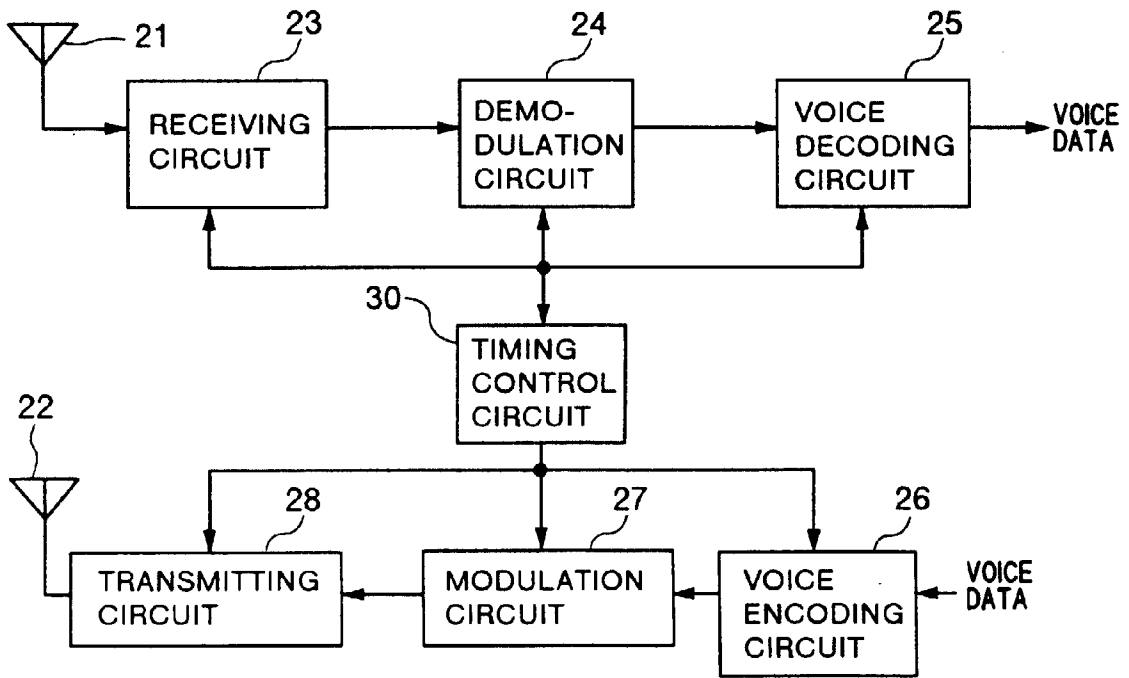 21
23
24
25
RECEIVING
CIRCUIT
DEMO-
DULATION
CIRCUIT
VOICE
DECODING
CIRCUIT
VOICE
DATA
30
TIMING
CONTROL
CIRCUIT
22
28
27
26
TRANSMITTING
CIRCUIT
MODULATION
CIRCUIT
VOICE
ENCODING
CIRCUIT
VOICE
DATA